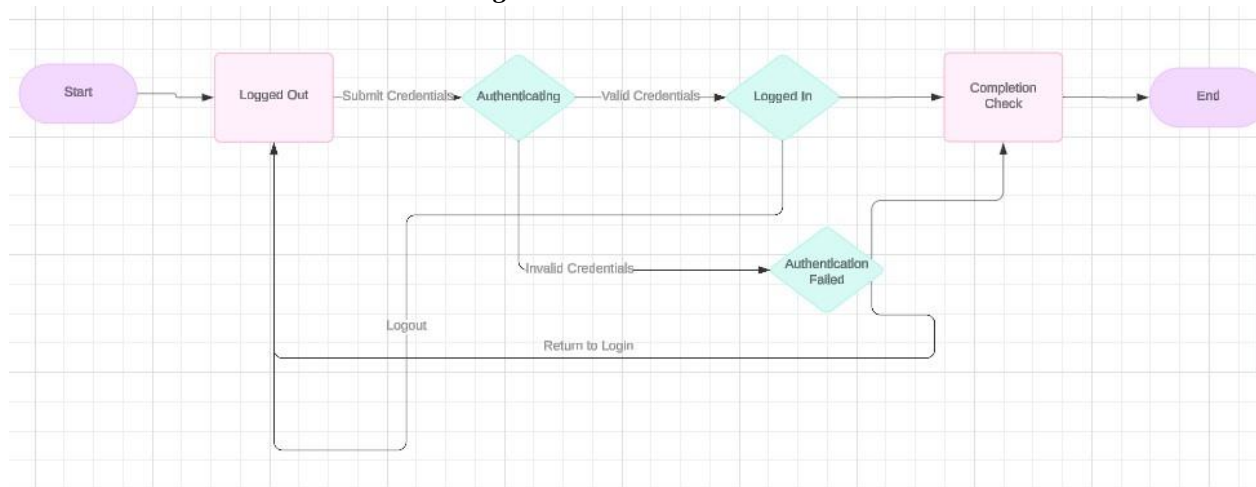 Start
Logged Out
Submit Credentials
Authenticating
Valid Credentials
Logged In
Completion
Check
End
Invalid Credentials
Authentication
Failed
Logout
Return to Login